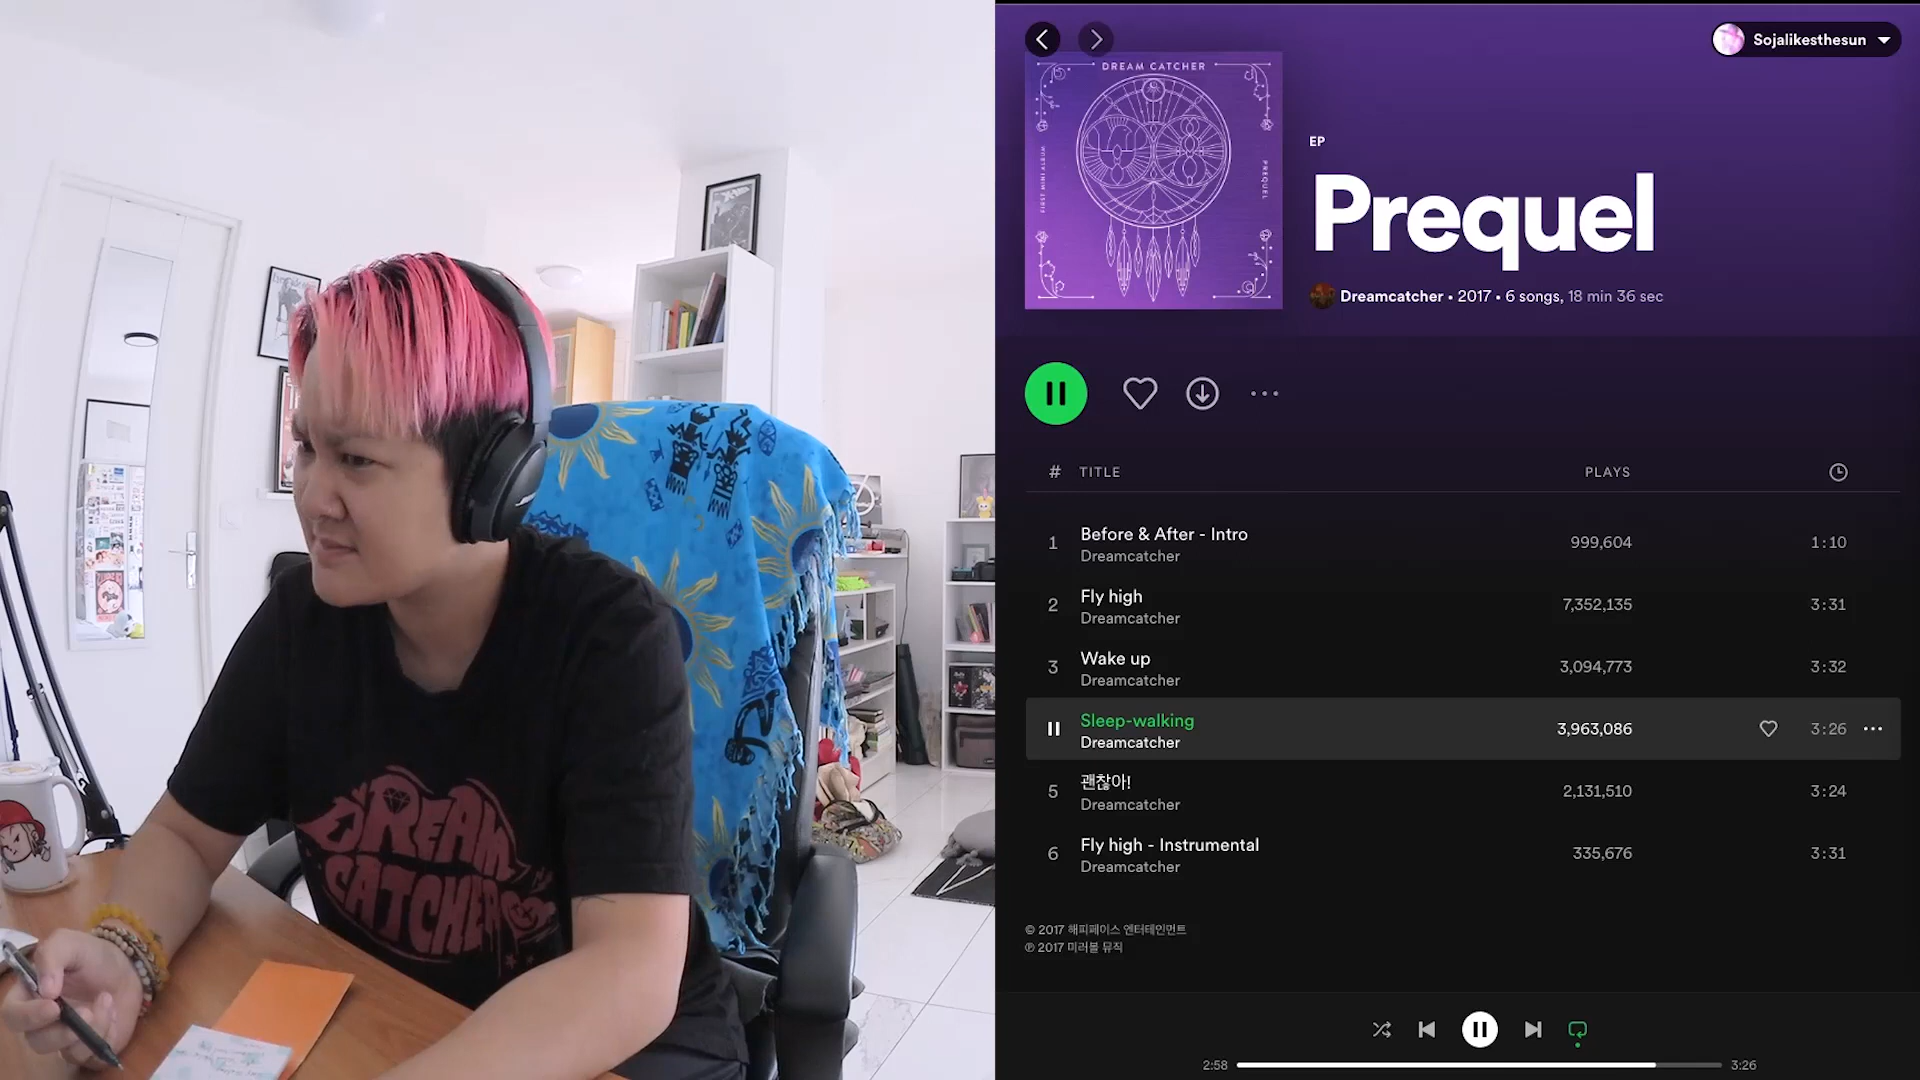 DREAM CATCHER
PREQUEL
DREAM
CATCHER
Sojalikesthesun
EP
Prequel
Dreamcatcher • 2017 • 6 songs, 18 min 36 sec
# TITLE PLAYS
1 Before & After - Intro 999,604 1:10
Dreamcatcher
2 Fly high 7,352,135 3:31
Dreamcatcher
3 Wake up 3,094,773 3:32
Dreamcatcher
Sleep-walking 3,963,086 3:26
Dreamcatcher
5 괜찮아! 2,131,510 3:24
Dreamcatcher
6 Fly high - Instrumental 335,676 3:31
Dreamcatcher
© 2017 해피페이스 엔터테인먼트
℗ 2017 미러볼 뮤직
2:58 3:26